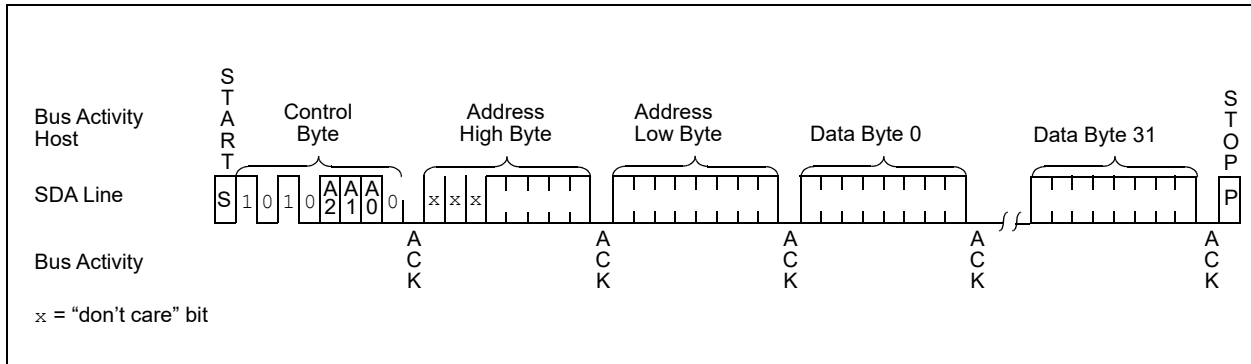 START
STOP
Bus Activity
Host
Control
Byte
Address
High Byte
Address
Low Byte
Data Byte 0
Data Byte 31
SDA Line
S 1 0 1 0 A2 A1 A0 0 x x x P
Bus Activity
ACK ACK ACK ACK ACK
x = “don’t care” bit